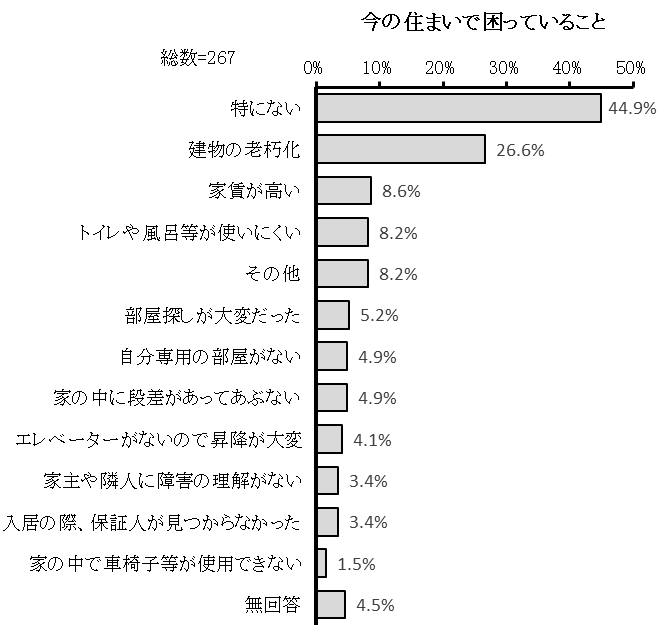 今の住まいで困っていること
総数=267
0% 10% 20% 30% 40% 50%
特にない 44.9%
建物の老朽化 26.6%
家賃が高い 8.6%
トイレや風呂等が使いにくい 8.2%
その他 8.2%
部屋探しが大変だった 5.2%
自分専用の部屋がない 4.9%
家の中に段差があってあぶない 4.9%
エレベーターがないので昇降が大変 4.1%
家主や隣人に障害の理解がない 3.4%
入居の際、保証人が見つからなかった 3.4%
家の中で車椅子等が使用できない 1.5%
無回答 4.5%